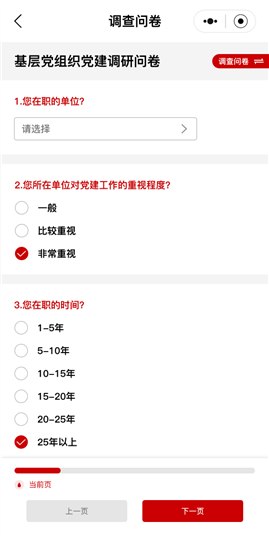 调查问卷
基层党组织党建调研问卷
调查问卷
1.您在职的单位?
请选择
2.您所在单位对党建工作的重视程度?
一般
比较重视
非常重视
3.您在职的时间?
1-5年
5-10年
10-15年
15-20年
20-25年
25年以上
当前页
上一页
下一页